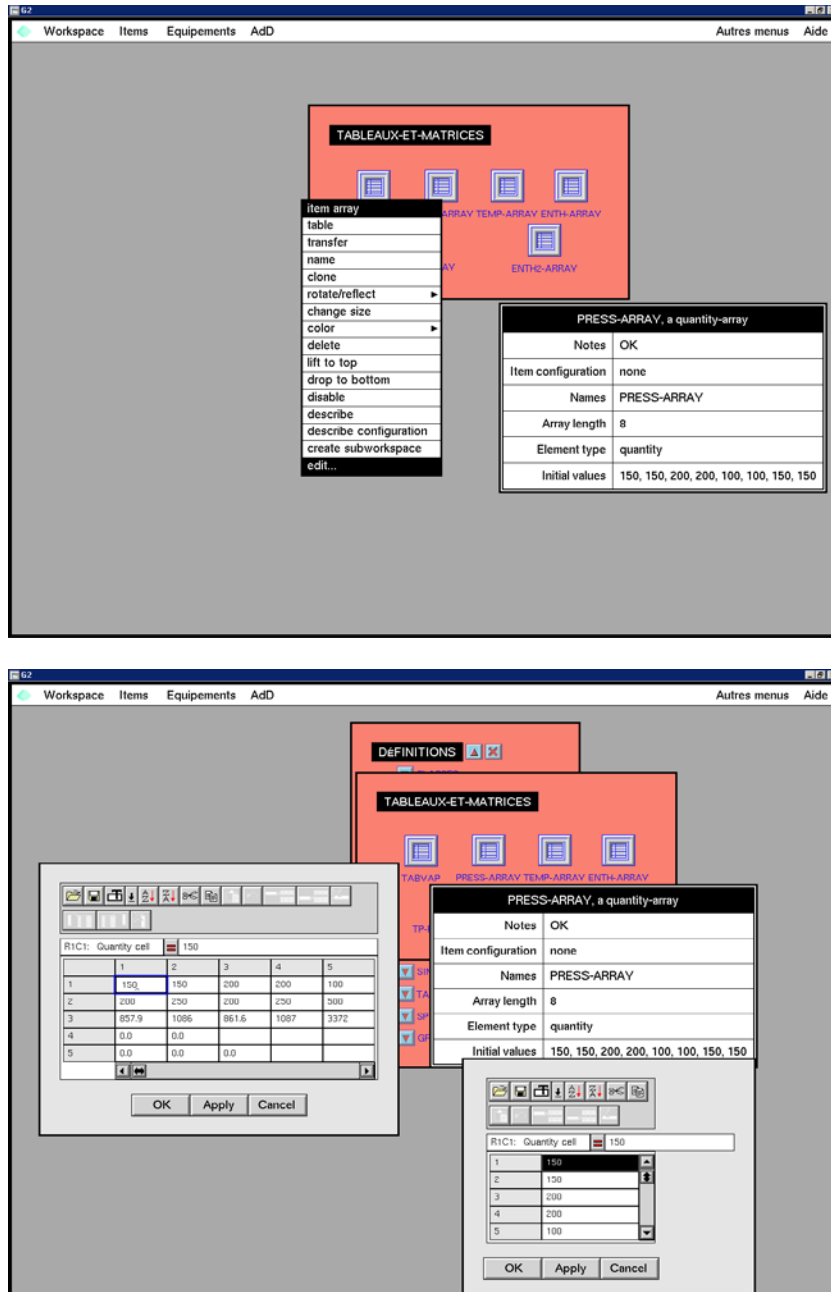 G2
Workspace Items Equipements AdD Autres menus Aide
TABLEAUX-ET-MATRICES
ARRAY TEMP-ARRAY ENTH-ARRAY
AY ENTH2-ARRAY
item array
table
transfer
name
clone
rotate/reflect
change size
color
delete
lift to top
drop to bottom
disable
describe
describe configuration
create subworkspace
edit...
PRESS-ARRAY, a quantity-array
Notes OK
Item configuration none
Names PRESS-ARRAY
Array length 8
Element type quantity
Initial values 150, 150, 200, 200, 100, 100, 150, 150
G2
Workspace Items Equipements AdD Autres menus Aide
DéFINITIONS
TABLEAUX-ET-MATRICES
TABVAP PRESS-ARRAY TEMP-ARRAY ENTH-ARRAY
TP-
SI
TA
SP
GF
R1C1: Quantity cell = 150
1 2 3 4 5
1 150 150 200 200 100
2 200 250 200 250 500
3 857.9 1086 861.6 1087 3372
4 0.0 0.0
5 0.0 0.0 0.0
OK Apply Cancel
PRESS-ARRAY, a quantity-array
Notes OK
Item configuration none
Names PRESS-ARRAY
Array length 8
Element type quantity
Initial values 150, 150, 200, 200, 100, 100, 150, 150
R1C1: Quantity cell = 150
1 150
2 150
3 200
4 200
5 100
OK Apply Cancel